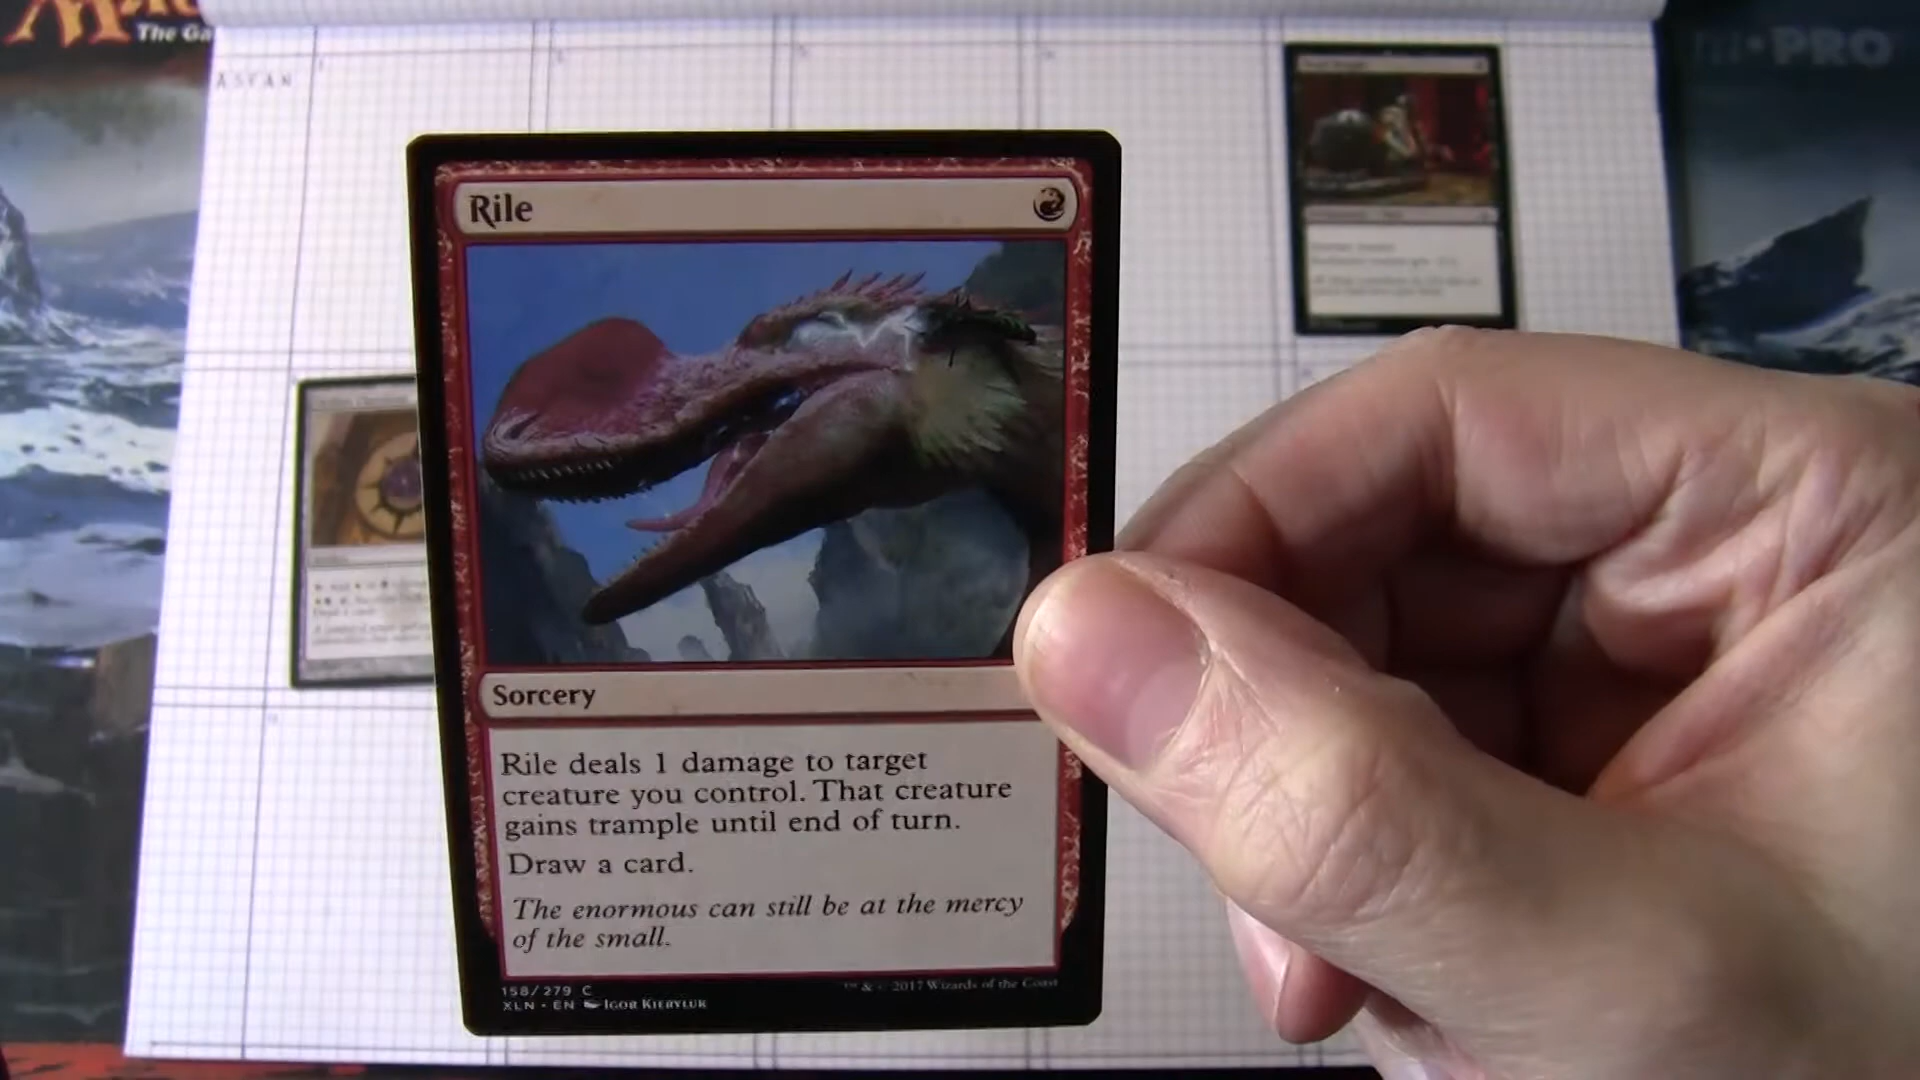 The Ga
PRO
ASFAN
Rile
Sorcery
Rile deals 1 damage to target
creature you control. That creature
gains trample until end of turn.
Draw a card.
The enormous can still be at the mercy
of the small.
158/279 C
XLN • EN IGOR KIERYLUK
™ & © 2017 Wizards of the Coast